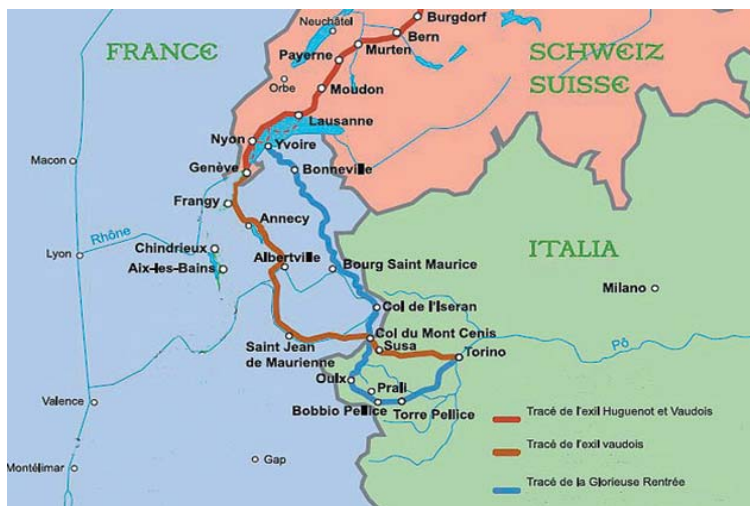 Burgdorf
Neuchâtel
Bern
FRANCE
Murten
SCHWEIZ
SUISSE
Payerne
Orbe
Moudon
Lausanne
Nyon
Yvoire
Macon
Genève
Bonneville
Frangy
Annecy
Rhône
Chindrieux
ITALIA
Lyon
Albertville
Bourg Saint Maurice
Aix-les-Bains
Milano
Col de l'Iseran
Col du Mont Cenis
Saint Jean
de Maurienne
Susa
Torino
Pô
Oulx
Prali
Valence
Bobbio Pellice
Torre Pellice
Tracé de l'exil Huguenot et Vaudois
Tracé de l'exil vaudois
Gap
Montélimar
Tracé de la Glorieuse Rentrée